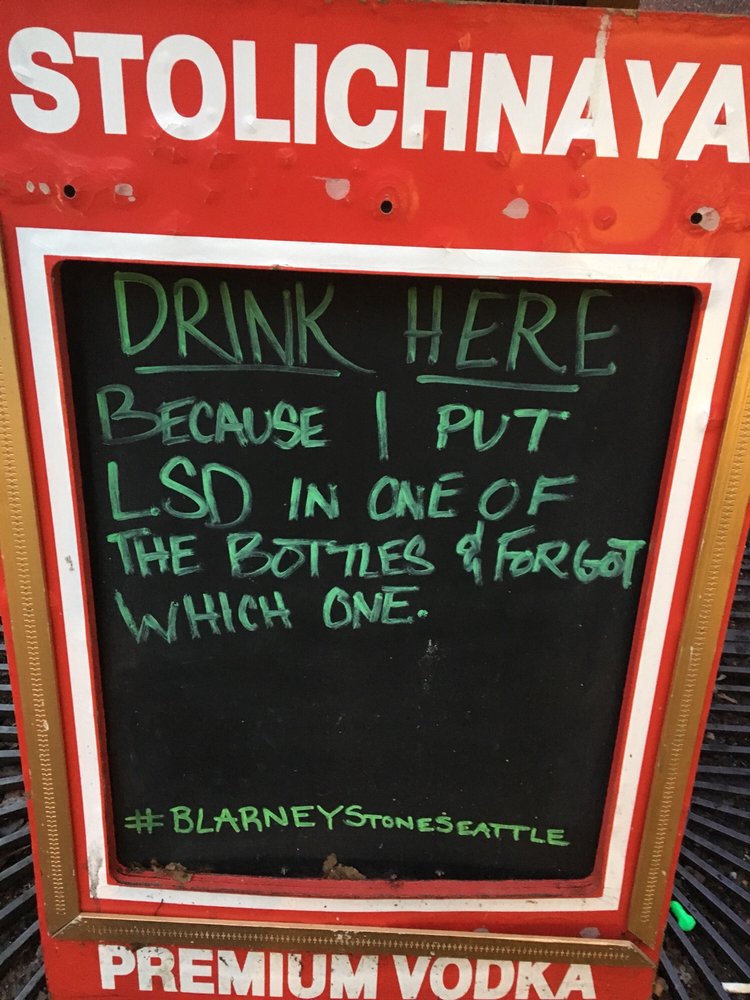 STOLICHNAYA
DRINK HERE
BECAUSE I PUT
LSD IN ONE OF
THE BOTTLES & FORGOT
WHICH ONE.
#BLARNEYSTONESEATTLE
PREMIUM VODKA